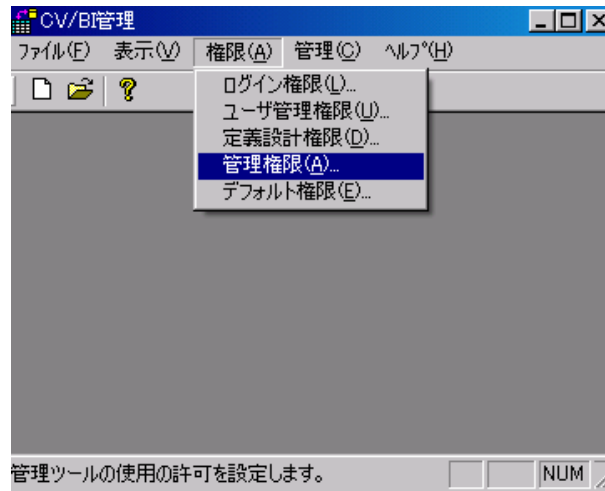 CV/BI管理
ファイル(F) 表示(V) 権限(A) 管理(C) ヘルプ(H)
ログイン権限(L)...
ユーザ管理権限(U)...
定義設計権限(D)...
管理権限(A)...
デフォルト権限(E)...
管理ツールの使用の許可を設定します。 NUM